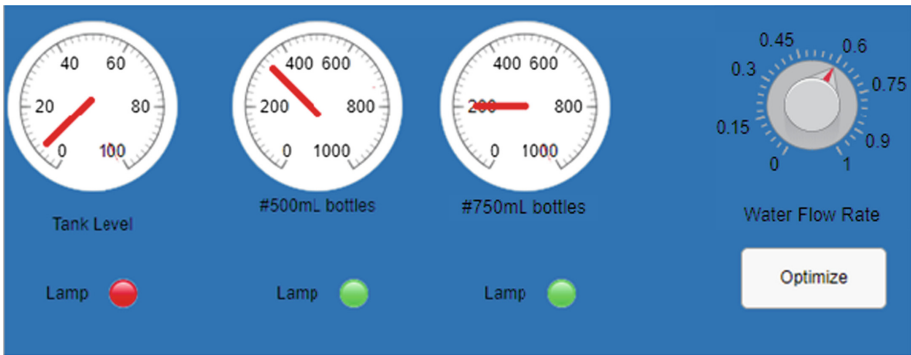 40 60
20 80
0 100
Tank Level
Lamp
400 600
200 800
0 1000
#500mL bottles
Lamp
400 600
200 800
0 1000
#750mL bottles
Lamp
0.45 0.6
0.3 0.75
0.15 0.9
0 1
Water Flow Rate
Optimize